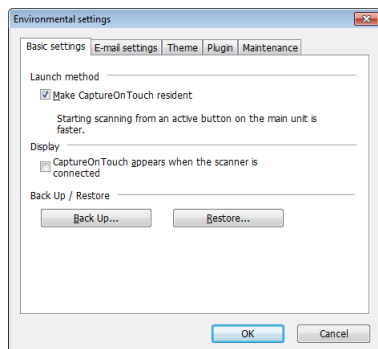 Environmental settings
Basic settings E-mail settings Theme Plugin Maintenance
Launch method
Make CaptureOnTouch resident
Starting scanning from an active button on the main unit is
faster.
Display
CaptureOnTouch appears when the scanner is
connected
Back Up / Restore
Back Up... Restore...
OK Cancel